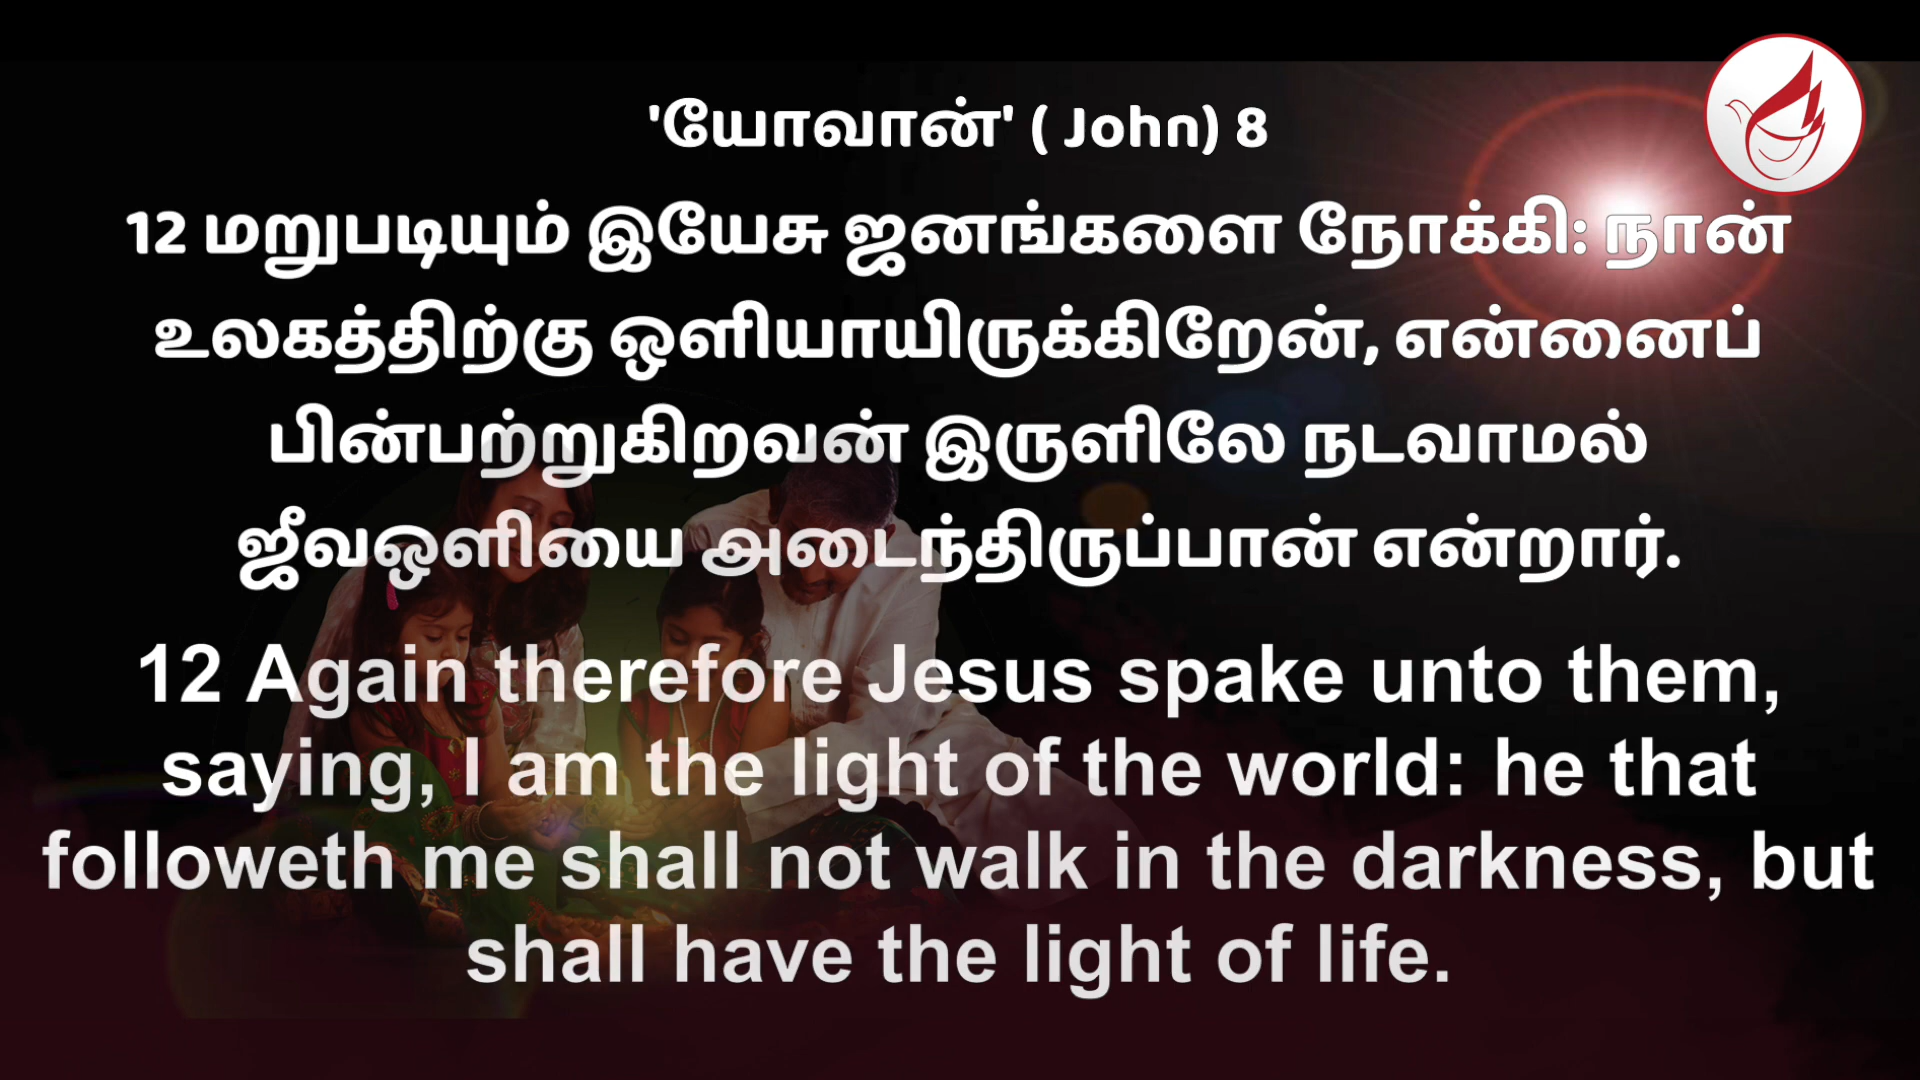 'யோவான்' ( John) 8
12 மறுபடியும் இயேசு ஜனங்களை நோக்கி: நான்
உலகத்திற்கு ஒளியாயிருக்கிறேன், என்னைப்
பின்பற்றுகிறவன் இருளிலே நடவாமல்
ஜீவஒளியை அடைந்திருப்பான் என்றார்.
12 Again therefore Jesus spake unto them,
saying, I am the light of the world: he that
followeth me shall not walk in the darkness, but
shall have the light of life.